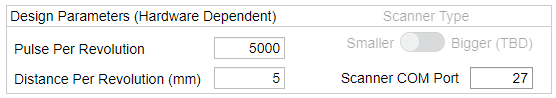 Design Parameters (Hardware Dependent)
Scanner Type
Pulse Per Revolution 5000
Smaller Bigger (TBD)
Distance Per Revolution (mm) 5
Scanner COM Port 27